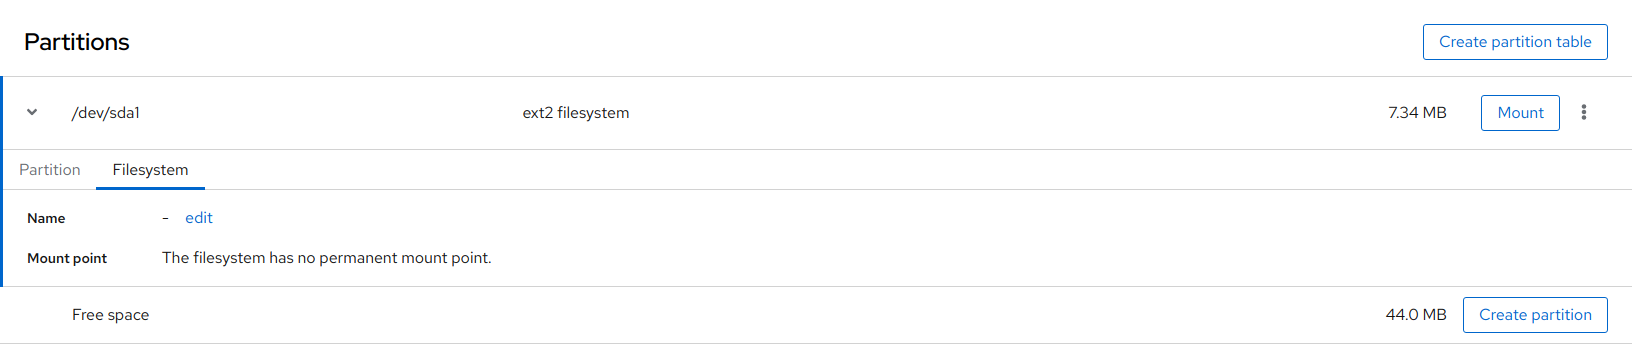 Partitions
Create partition table
/dev/sda1 ext2 filesystem 7.34 MB Mount
Partition Filesystem
Name - edit
Mount point The filesystem has no permanent mount point.
Free space 44.0 MB Create partition